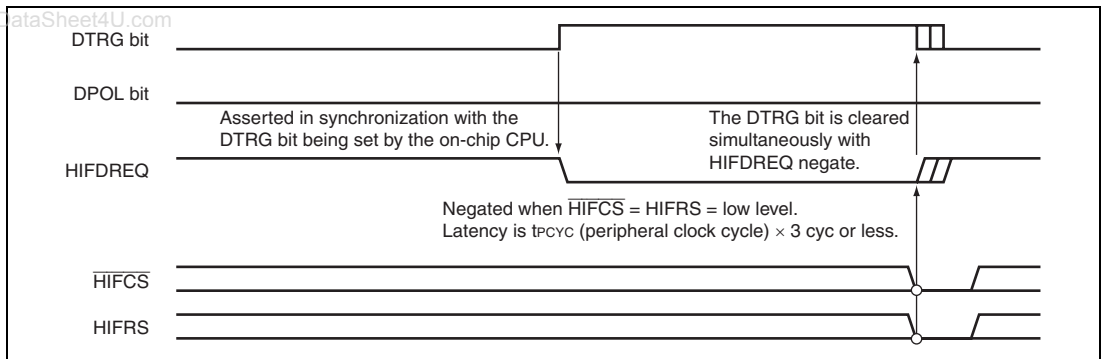 DataSheet4U.com
DTRG bit
DPOL bit
Asserted in synchronization with the
DTRG bit being set by the on-chip CPU.
The DTRG bit is cleared
simultaneously with
HIFDREQ negate.
HIFDREQ
Negated when HIFCS = HIFRS = low level.
Latency is tPCYC (peripheral clock cycle) × 3 cyc or less.
HIFCS
HIFRS